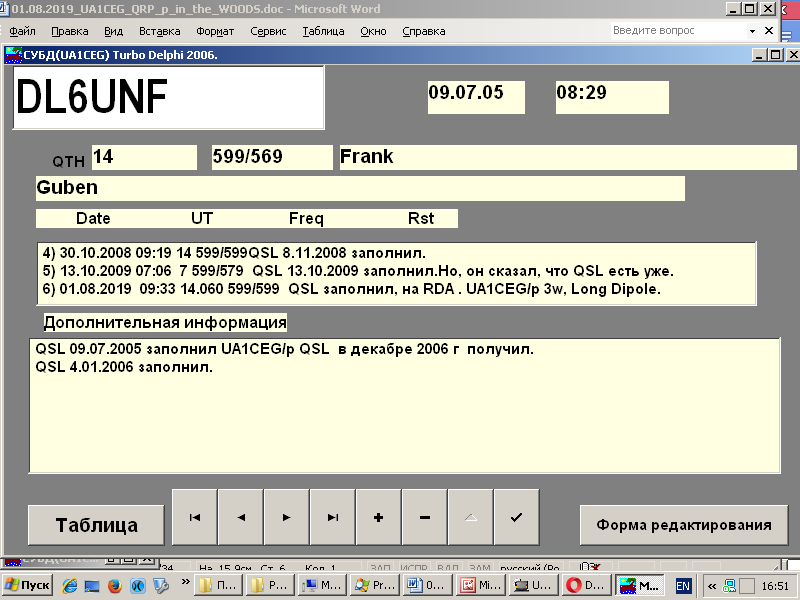 01.08.2019_UA1CEG_QRP_p_in_the_WOODS.doc - Microsoft Word
Файл Правка Вид Вставка Формат Сервис Таблица Окно Справка Введите вопрос
СУБД(UA1CEG) Turbo Delphi 2006.
DL6UNF 09.07.05 08:29
QTH 14 599/569 Frank
Guben
Date UT Freq Rst
4) 30.10.2008 09:19 14 599/599QSL 8.11.2008 заполнил.
5) 13.10.2009 07:06 7 599/579 QSL 13.10.2009 заполнил.Но, он сказал, что QSL есть уже.
6) 01.08.2019 09:33 14.060 599/599 QSL заполнил, на RDA . UA1CEG/p 3w, Long Dipole.
Дополнительная информация
QSL 09.07.2005 заполнил UA1CEG/p QSL в декабре 2006 г получил.
QSL 4.01.2006 заполнил.
Таблица Форма редактирования
На 15,9см Ст 6 Кол 1 ЗАП ИСПР ВДЛ ЗАМ русский (Ро
Пуск » П... Р... M... Pr... O... Mi... U... D... M... EN « 16:51